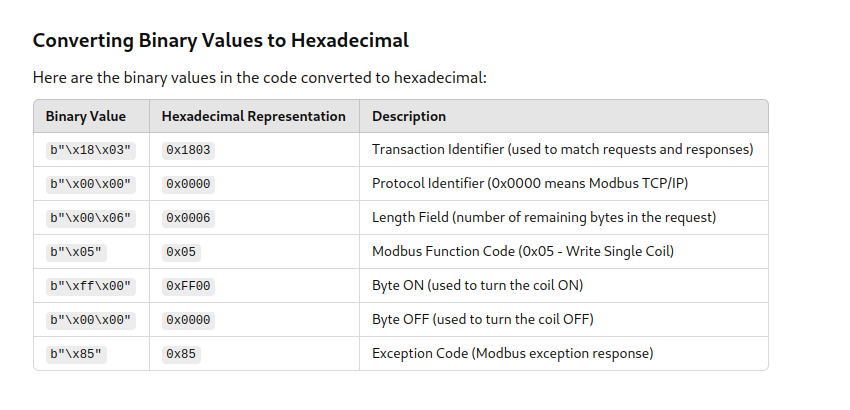 Converting Binary Values to Hexadecimal
Here are the binary values in the code converted to hexadecimal:
Binary Value Hexadecimal Representation Description
b"\x18\x03" 0x1803 Transaction Identifier (used to match requests and responses)
b"\x00\x00" 0x0000 Protocol Identifier (0x0000 means Modbus TCP/IP)
b"\x00\x06" 0x0006 Length Field (number of remaining bytes in the request)
b"\x05" 0x05 Modbus Function Code (0x05 - Write Single Coil)
b"\xff\x00" 0xFF00 Byte ON (used to turn the coil ON)
b"\x00\x00" 0x0000 Byte OFF (used to turn the coil OFF)
b"\x85" 0x85 Exception Code (Modbus exception response)